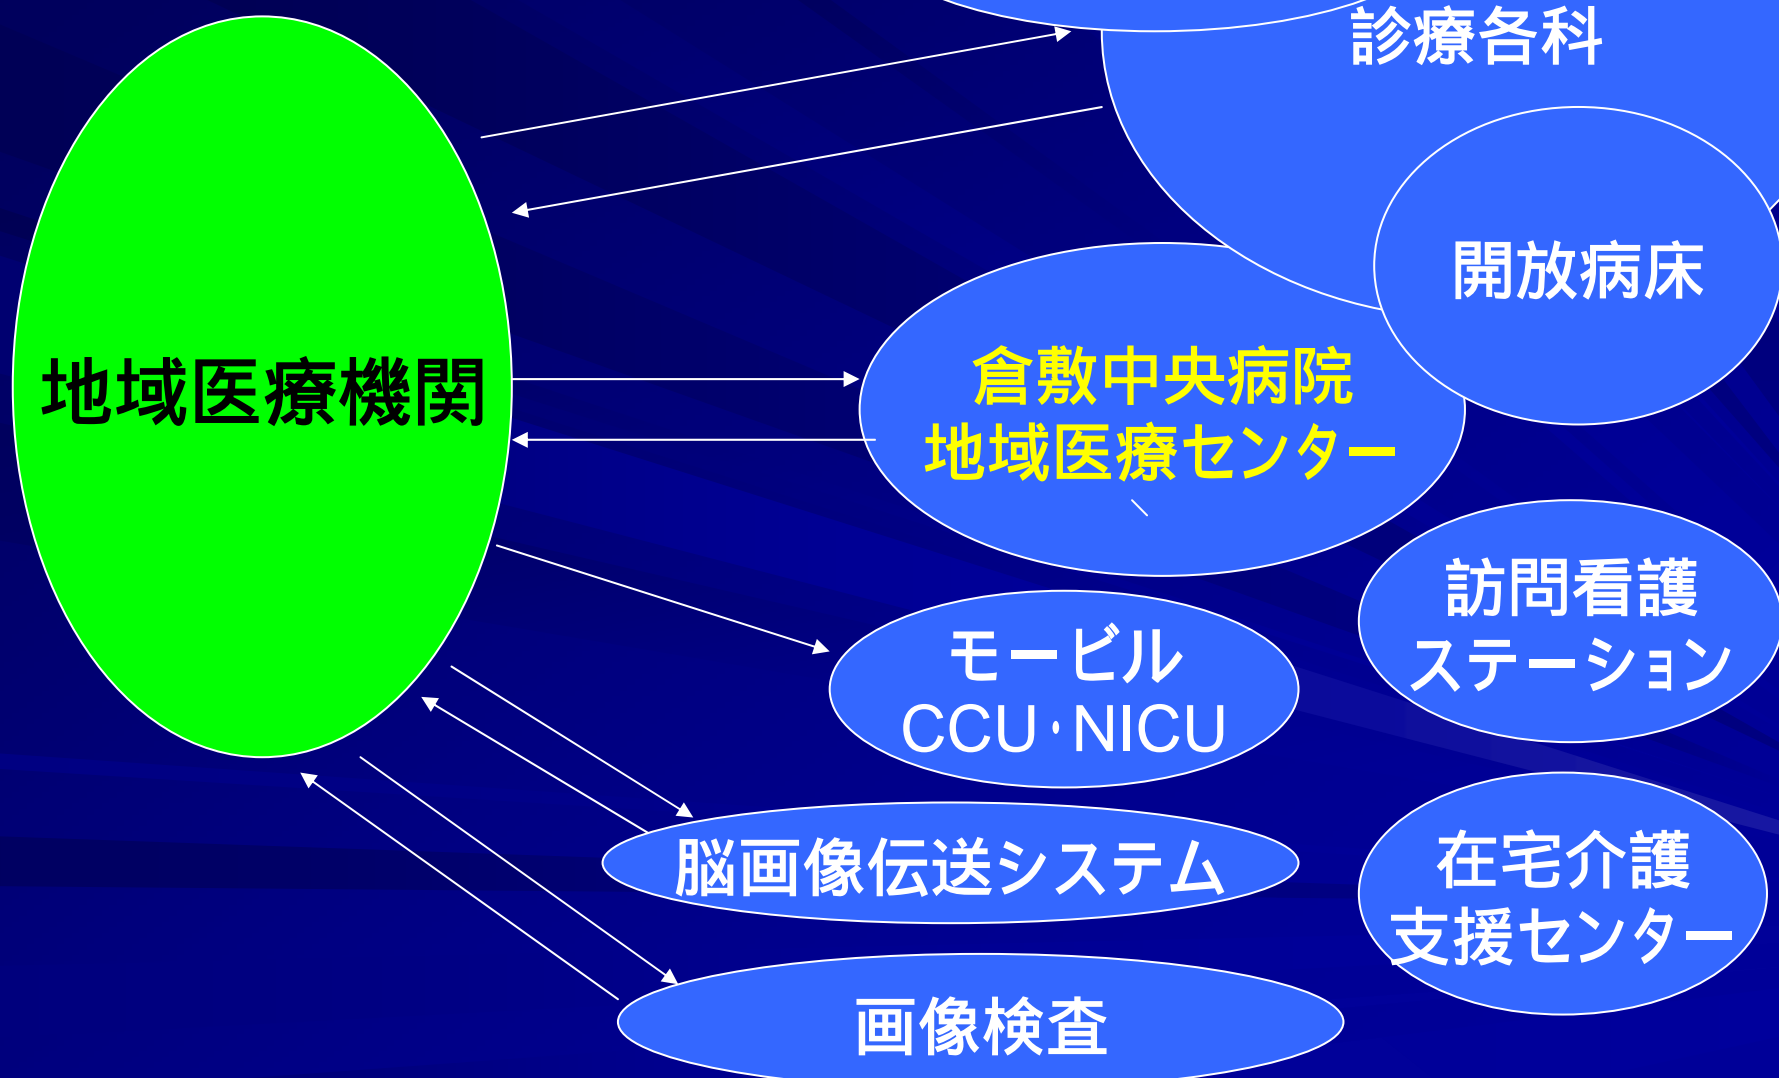 診療各科
開放病床
地域医療機関
倉敷中央病院
地域医療センター
訪問看護
ステーション
モービル
CCU・NICU
脳画像伝送システム
在宅介護
支援センター
画像検査